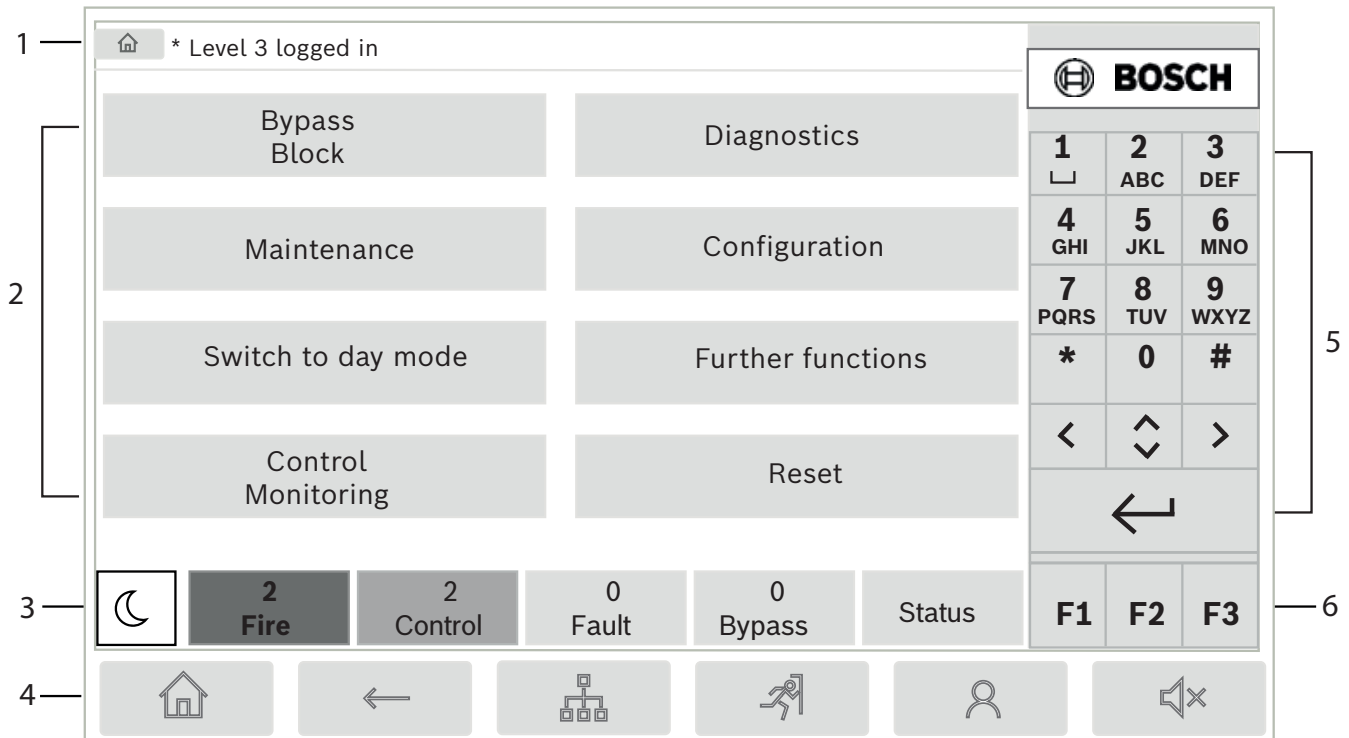 1
* Level 3 logged in
BOSCH
2
Bypass
Block
Diagnostics
Maintenance
Configuration
Switch to day mode
Further functions
Control
Monitoring
Reset
1 2 3
ABC DEF
4 5 6
GHI JKL MNO
7 8 9
PQRS TUV WXYZ
* 0 #
< >
5
3
2
Fire
2
Control
0
Fault
0
Bypass
Status
F1 F2 F3
6
4